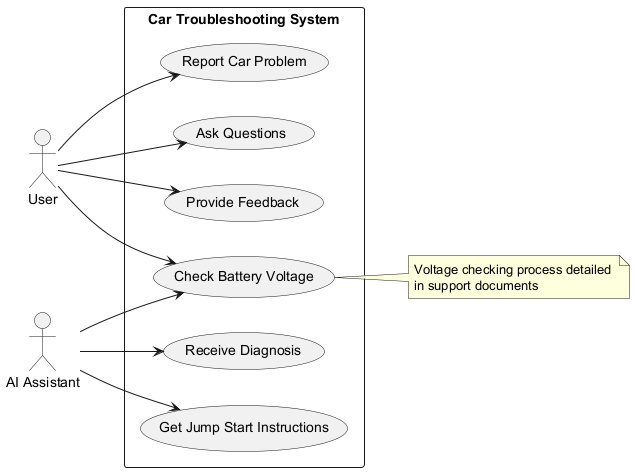 Car Troubleshooting System
Report Car Problem
Ask Questions
User
Provide Feedback
Check Battery Voltage
Voltage checking process detailed
in support documents
Receive Diagnosis
AI Assistant
Get Jump Start Instructions